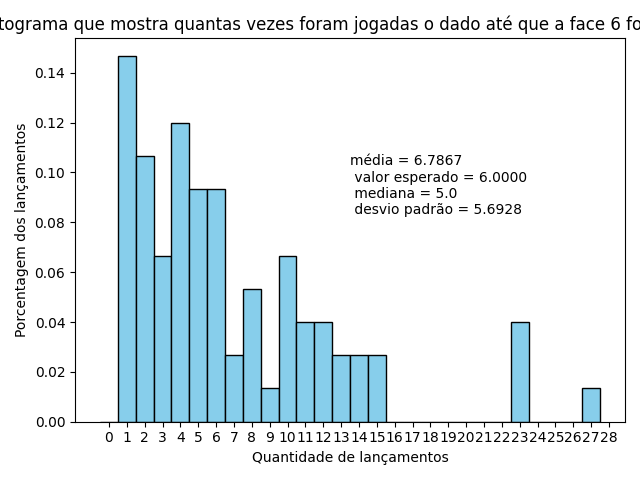 tograma que mostra quantas vezes foram jogadas o dado até que a face 6 fo
0.14
0.12
0.10
0.08
0.06
0.04
0.02
0.00
Porcentagem dos lançamentos
média = 6.7867
valor esperado = 6.0000
mediana = 5.0
desvio padrão = 5.6928
0 1 2 3 4 5 6 7 8 9 10 11 12 13 14 15 16 17 18 19 20 21 22 23 24 25 26 27 28
Quantidade de lançamentos